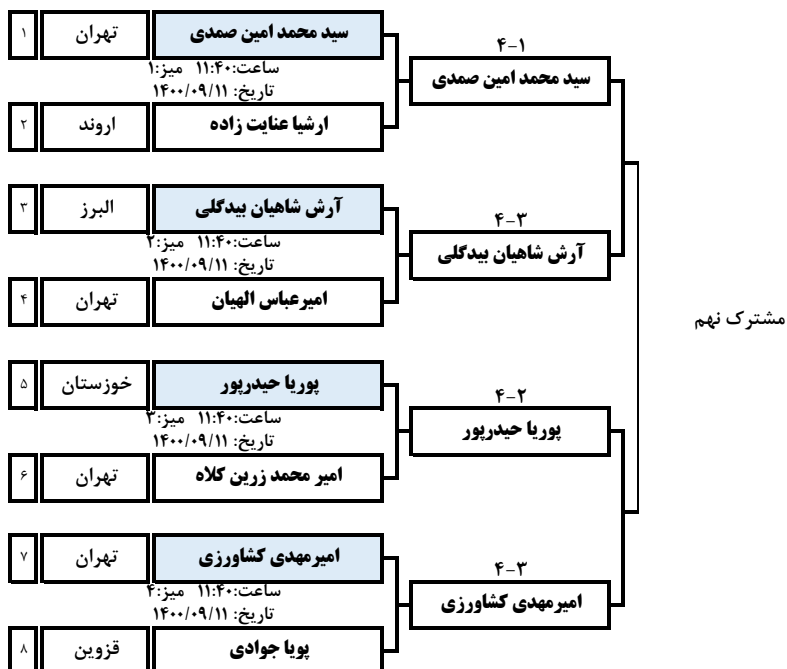 ۱ تهران سید محمد امین صمدی
ساعت:۱۱:۴۰ میز:۱
تاریخ: ۱۴۰۰/۰۹/۱۱
۲ اروند ارشیا عنایت زاده
۴-۱
سید محمد امین صمدی
۳ البرز آرش شاهیان بیدگلی
ساعت:۱۱:۴۰ میز:۲
تاریخ: ۱۴۰۰/۰۹/۱۱
۴ تهران امیرعباس الهیان
۴-۳
آرش شاهیان بیدگلی
مشترک نهم
۵ خوزستان پوریا حیدرپور
ساعت:۱۱:۴۰ میز:۳
تاریخ: ۱۴۰۰/۰۹/۱۱
۶ تهران امیر محمد زرین کلاه
۴-۲
پوریا حیدرپور
۷ تهران امیرمهدی کشاورزی
ساعت:۱۱:۴۰ میز:۴
تاریخ: ۱۴۰۰/۰۹/۱۱
۸ قزوین پویا جوادی
۴-۳
امیرمهدی کشاورزی